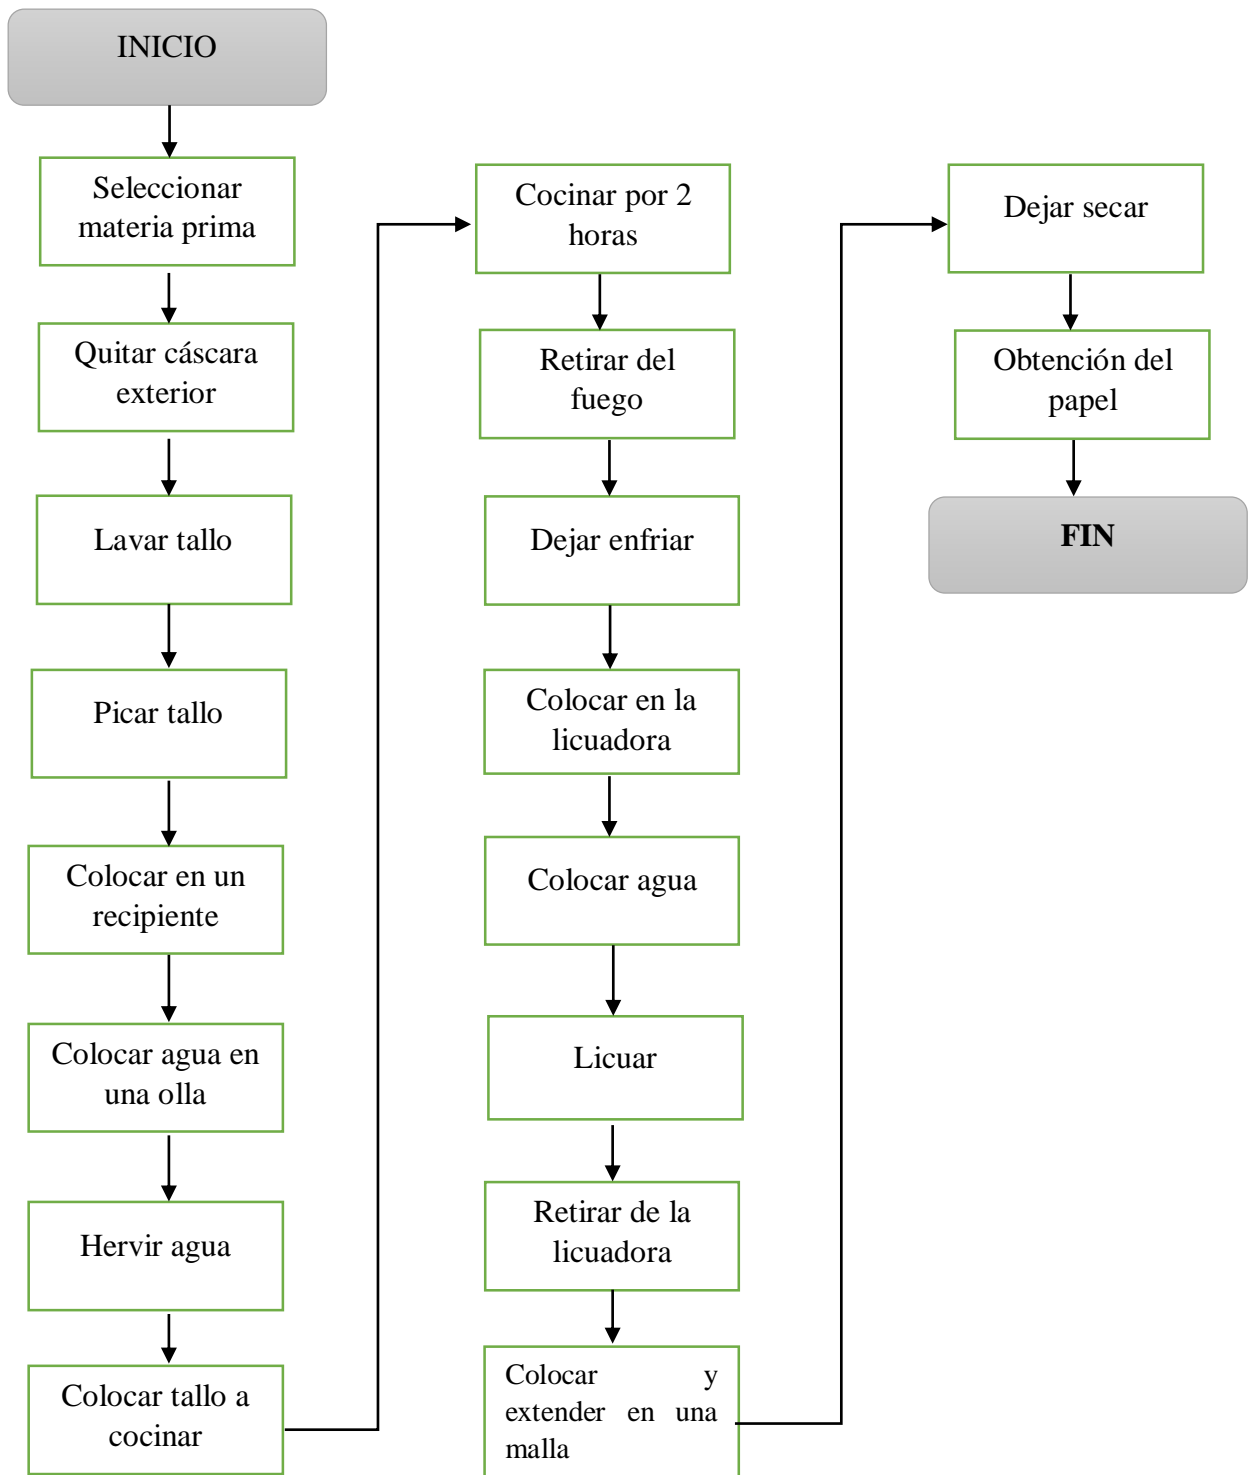 INICIO
Seleccionar
materia prima
Quitar cáscara
exterior
Lavar tallo
Picar tallo
Colocar en un
recipiente
Colocar agua en
una olla
Hervir agua
Colocar tallo a
cocinar
Cocinar por 2
horas
Retirar del
fuego
Dejar enfriar
Colocar en la
licuadora
Colocar agua
Licuar
Retirar de la
licuadora
Colocar y
extender en una
malla
Dejar secar
Obtención del
papel
FIN